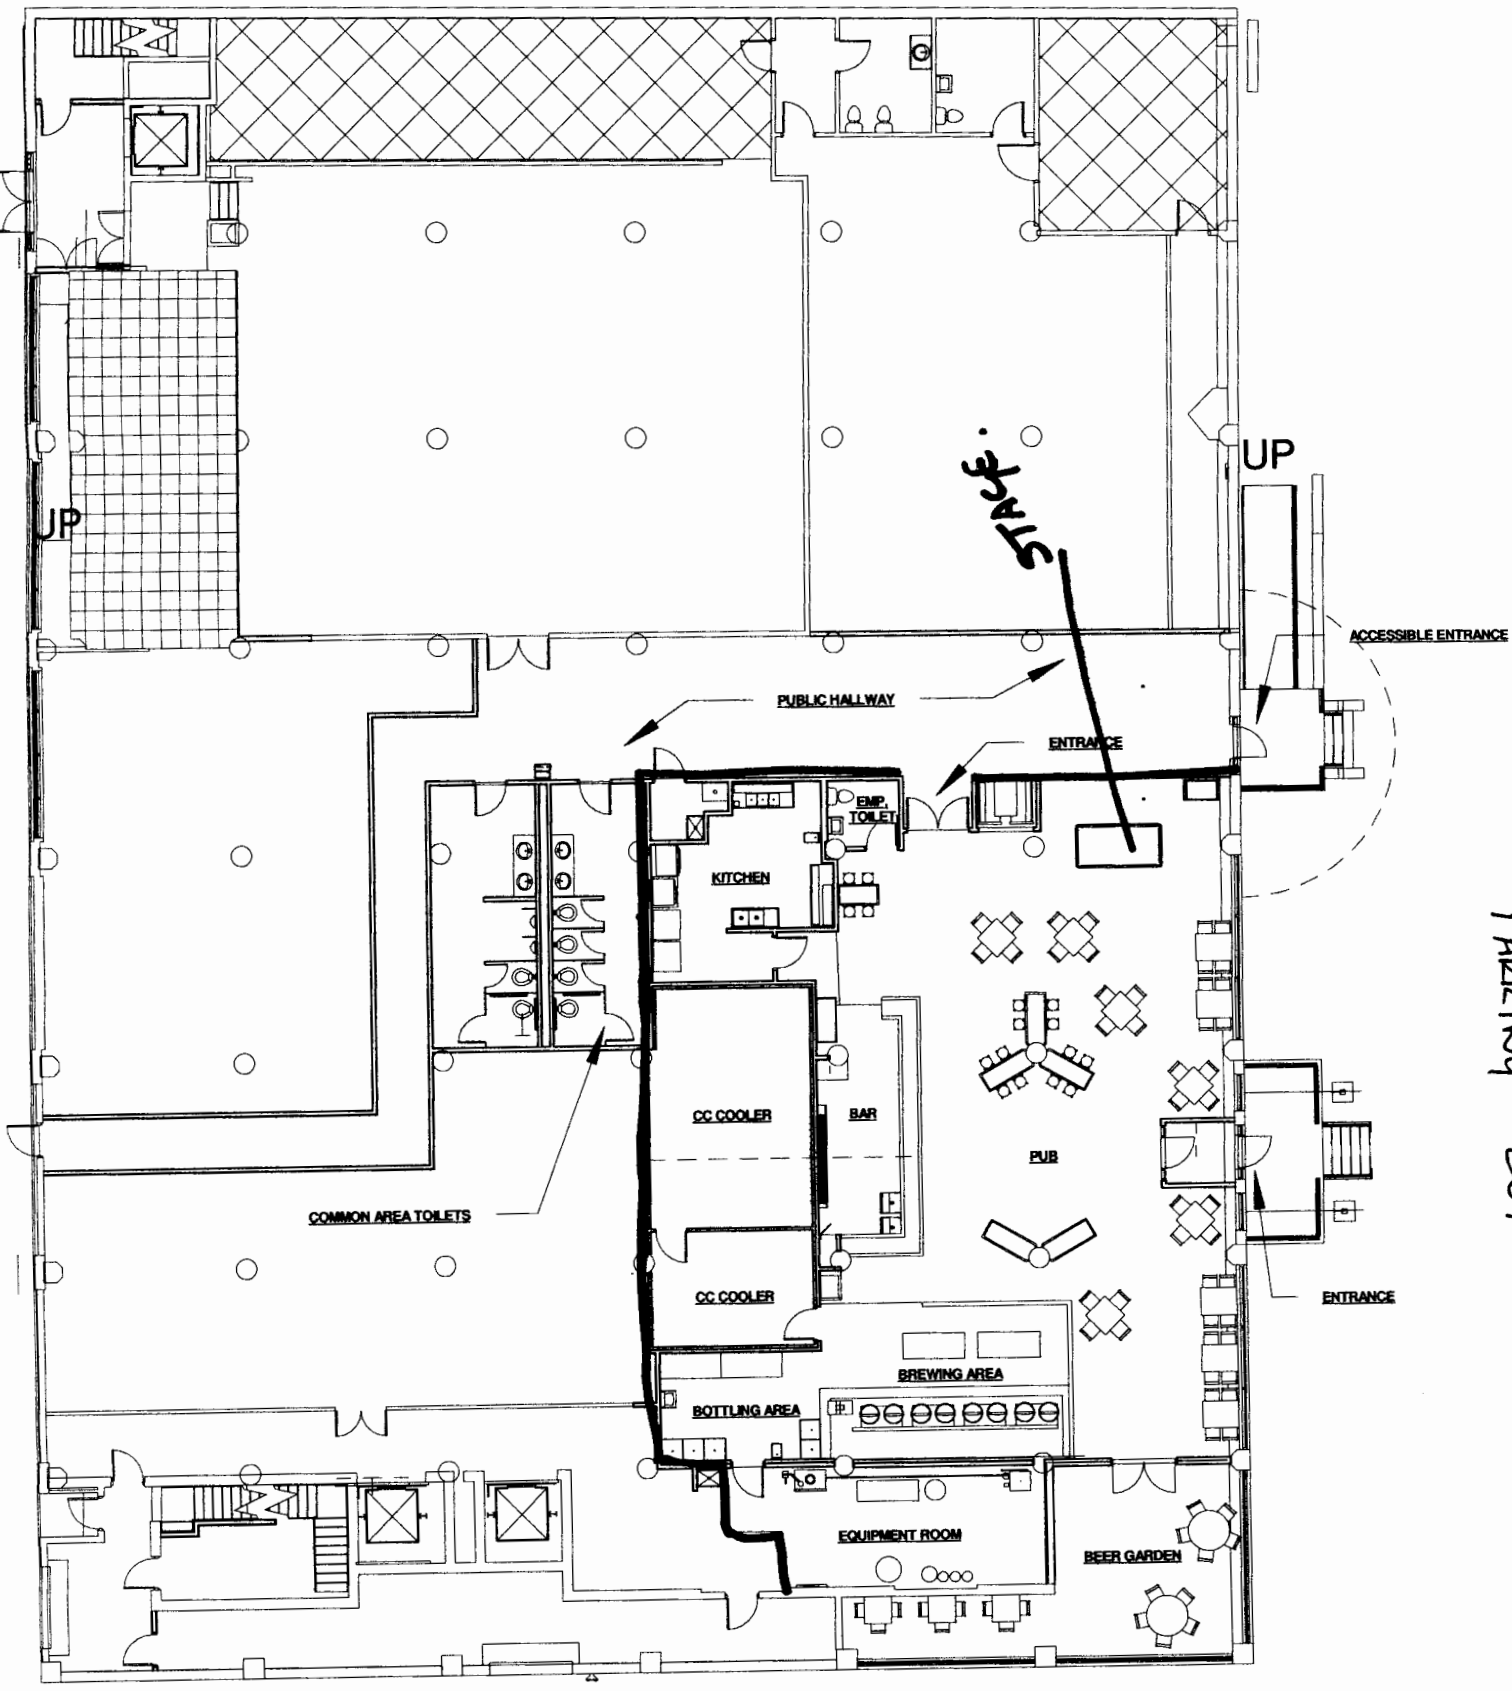 STAGE.
UP
UP
ACCESSIBLE ENTRANCE
PUBLIC HALLWAY
ENTRANCE
EMP.
TOILET
KITCHEN
CC COOLER
BAR
PUB
COMMON AREA TOILETS
CC COOLER
ENTRANCE
BREWING AREA
BOTTLING AREA
EQUIPMENT ROOM
BEER GARDEN